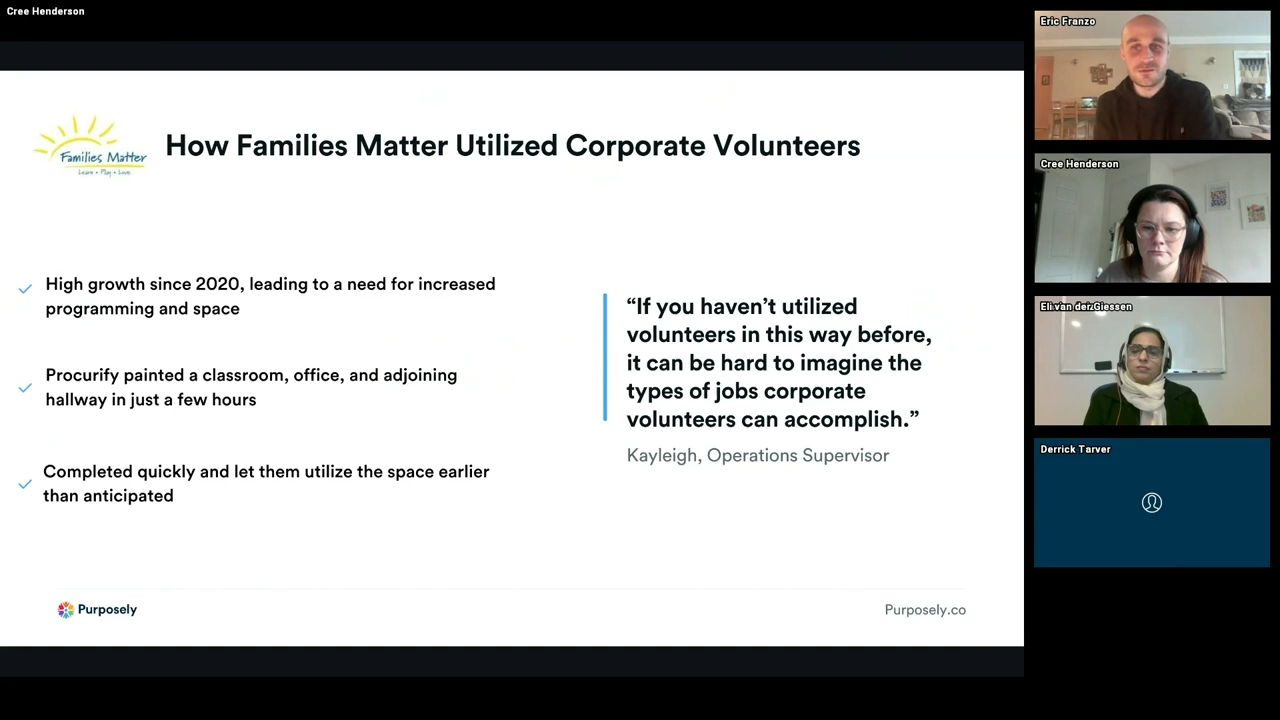 Cree Henderson
Eric Franzo
Families Matter
Learn • Play • Love
How Families Matter Utilized Corporate Volunteers
Cree Henderson
High growth since 2020, leading to a need for increased
programming and space
Procurify painted a classroom, office, and adjoining
hallway in just a few hours
Completed quickly and let them utilize the space earlier
than anticipated
“If you haven’t utilized
volunteers in this way before,
it can be hard to imagine the
types of jobs corporate
volunteers can accomplish.”
Kayleigh, Operations Supervisor
Eli van der Giessen
Derrick Tarver
Purposely
Purposely.co